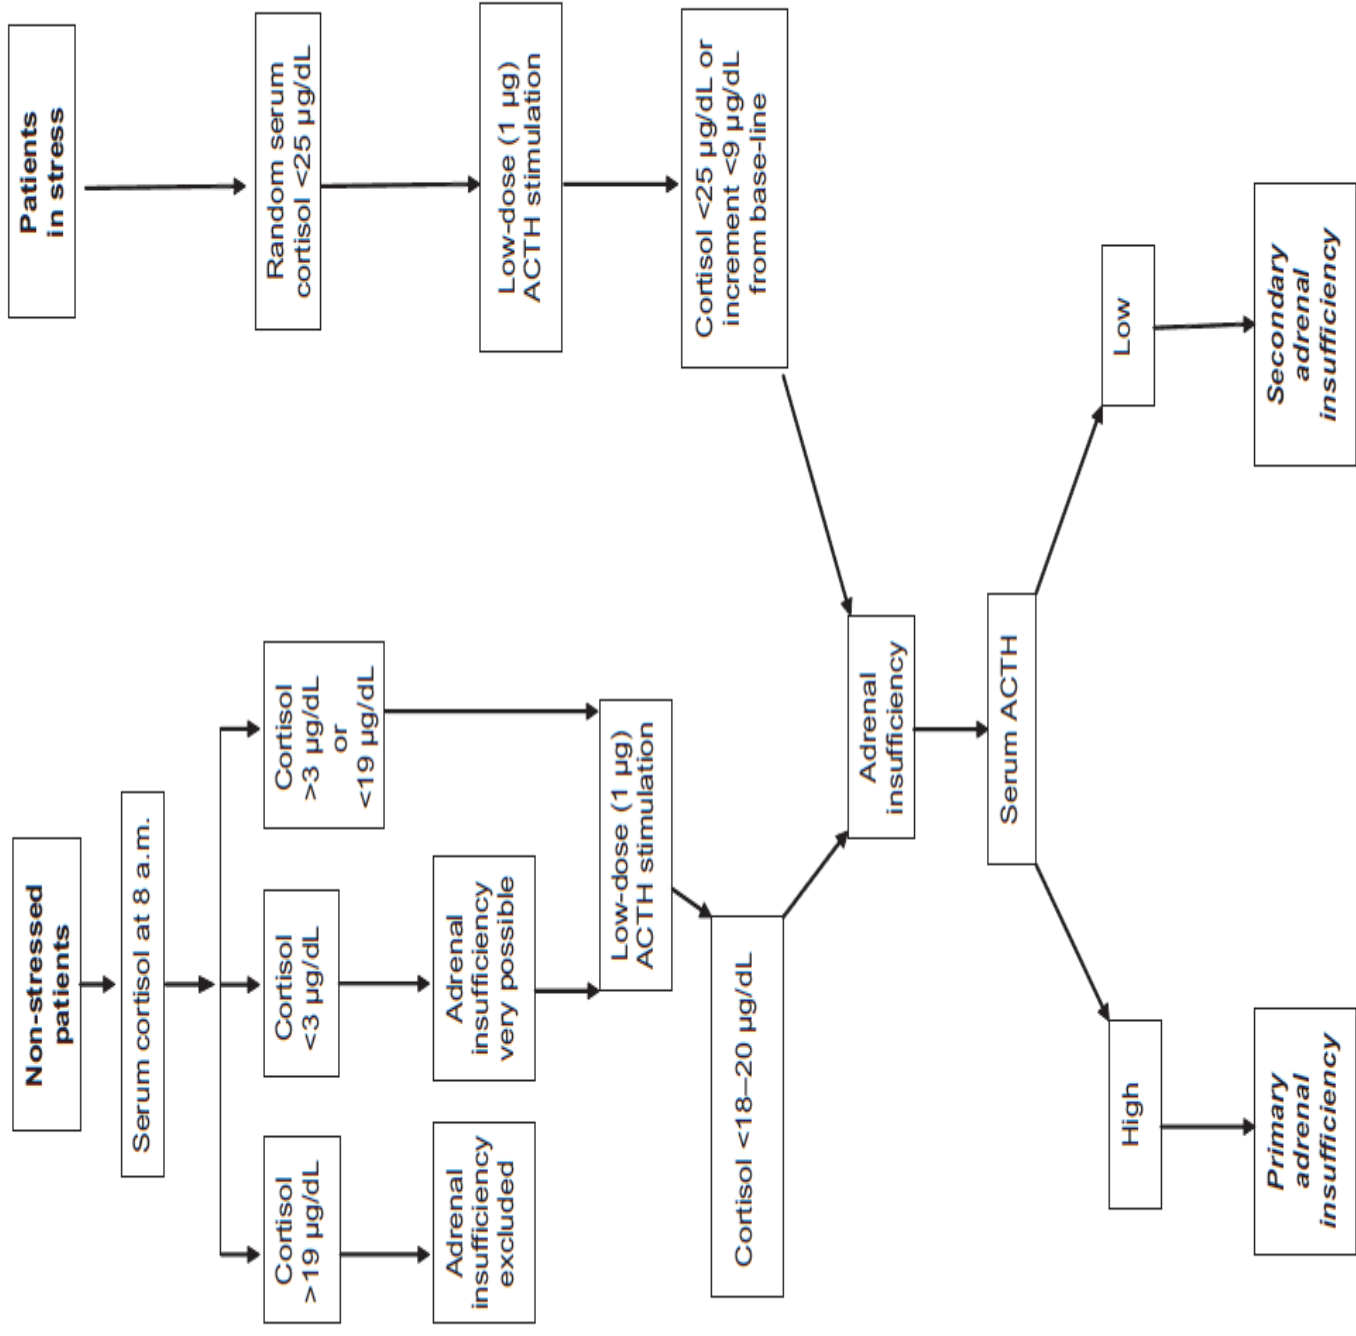 Non-stressed
patients
Serum cortisol at 8 a.m.
Cortisol
>19 µg/dL
Cortisol
<3 µg/dL
Cortisol
>3 µg/dL
or
<19 µg/dL
Adrenal
insufficiency
excluded
Adrenal
insufficiency
very possible
Low-dose (1 µg)
ACTH stimulation
Cortisol <18–20 µg/dL
Patients
in stress
Random serum
cortisol <25 µg/dL
Low-dose (1 µg)
ACTH stimulation
Cortisol <25 µg/dL or
increment <9 µg/dL
from base-line
Adrenal
insufficiency
Serum ACTH
High
Low
Primary
adrenal
insufficiency
Secondary
adrenal
insufficiency